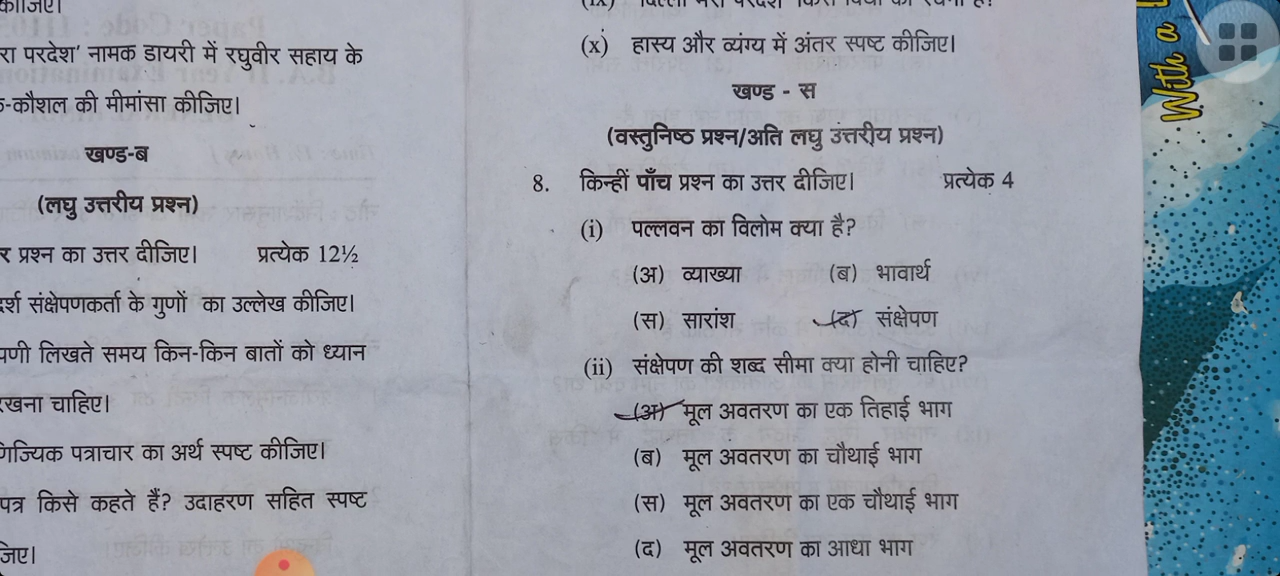 कीजिए।
रा परदेश' नामक डायरी में रघुवीर सहाय के
-कौशल की मीमांसा कीजिए।
खण्ड-ब
(लघु उत्तरीय प्रश्न)
र प्रश्न का उत्तर दीजिए। प्रत्येक 12½
र्श संक्षेपणकर्ता के गुणों का उल्लेख कीजिए।
पणी लिखते समय किन-किन बातों को ध्यान
रखना चाहिए।
णिज्यिक पत्राचार का अर्थ स्पष्ट कीजिए।
पत्र किसे कहते हैं? उदाहरण सहित स्पष्ट
जिए।
(x) हास्य और व्यंग्य में अंतर स्पष्ट कीजिए।
खण्ड - स
(वस्तुनिष्ठ प्रश्न/अति लघु उत्तरीय प्रश्न)
8. किन्हीं पाँच प्रश्न का उत्तर दीजिए। प्रत्येक 4
(i) पल्लवन का विलोम क्या है?
(अ) व्याख्या (ब) भावार्थ
(स) सारांश (द) संक्षेपण
(ii) संक्षेपण की शब्द सीमा क्या होनी चाहिए?
(अ) मूल अवतरण का एक तिहाई भाग
(ब) मूल अवतरण का चौथाई भाग
(स) मूल अवतरण का एक चौथाई भाग
(द) मूल अवतरण का आधा भाग
With a